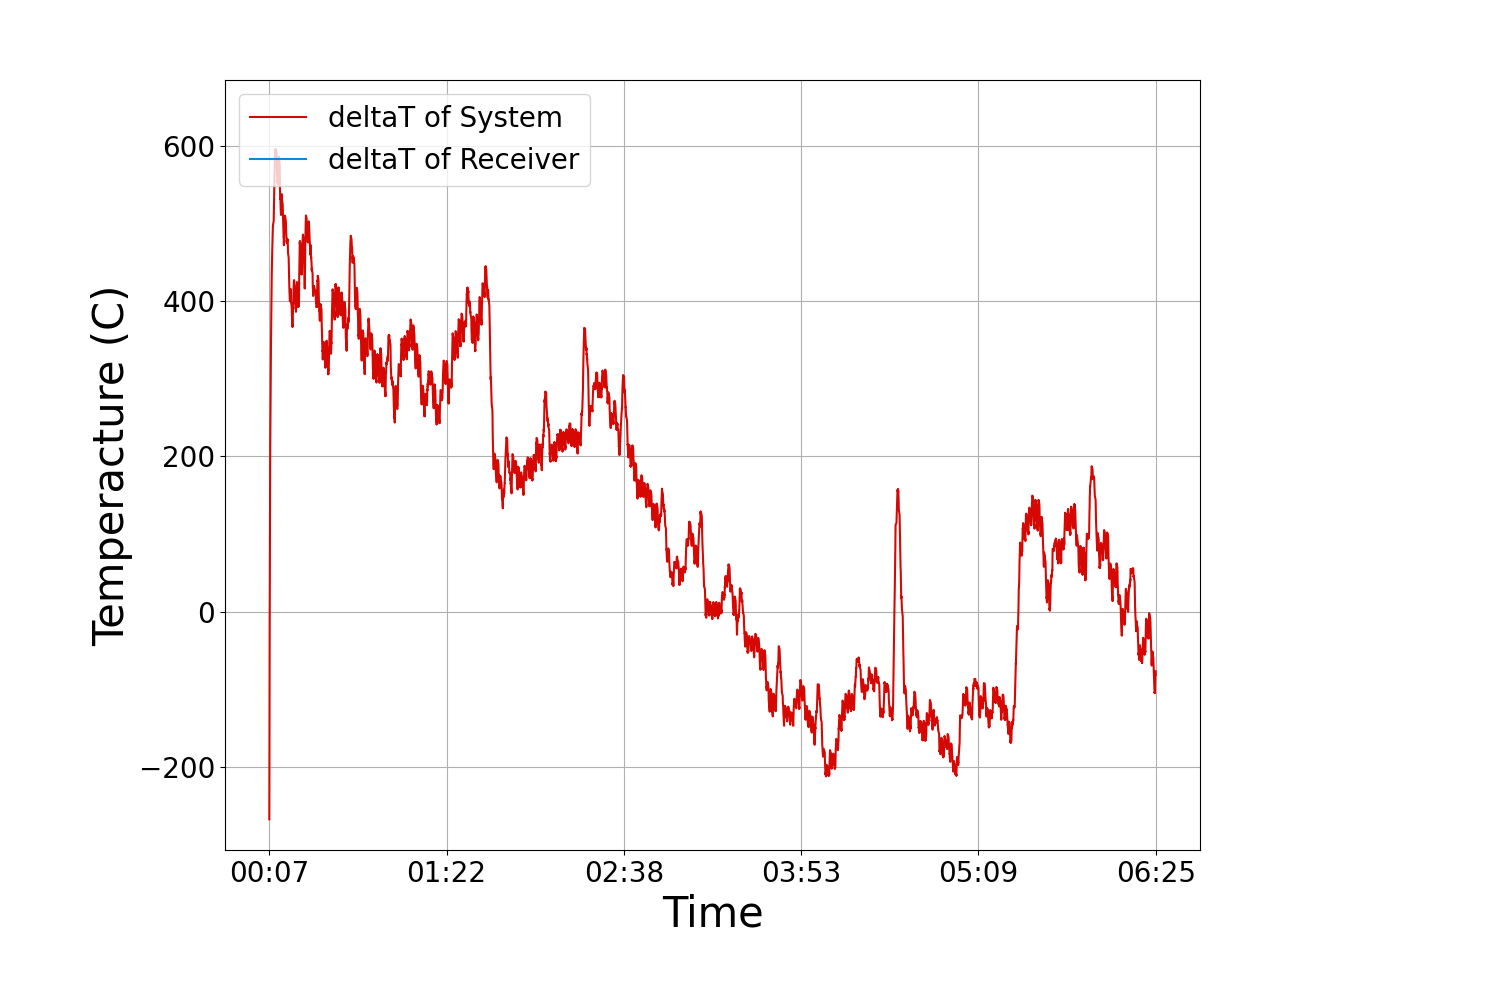 deltaT of System
deltaT of Receiver
600
400
200
0
−200
Temperacture (C)
00:07 01:22 02:38 03:53 05:09 06:25
Time